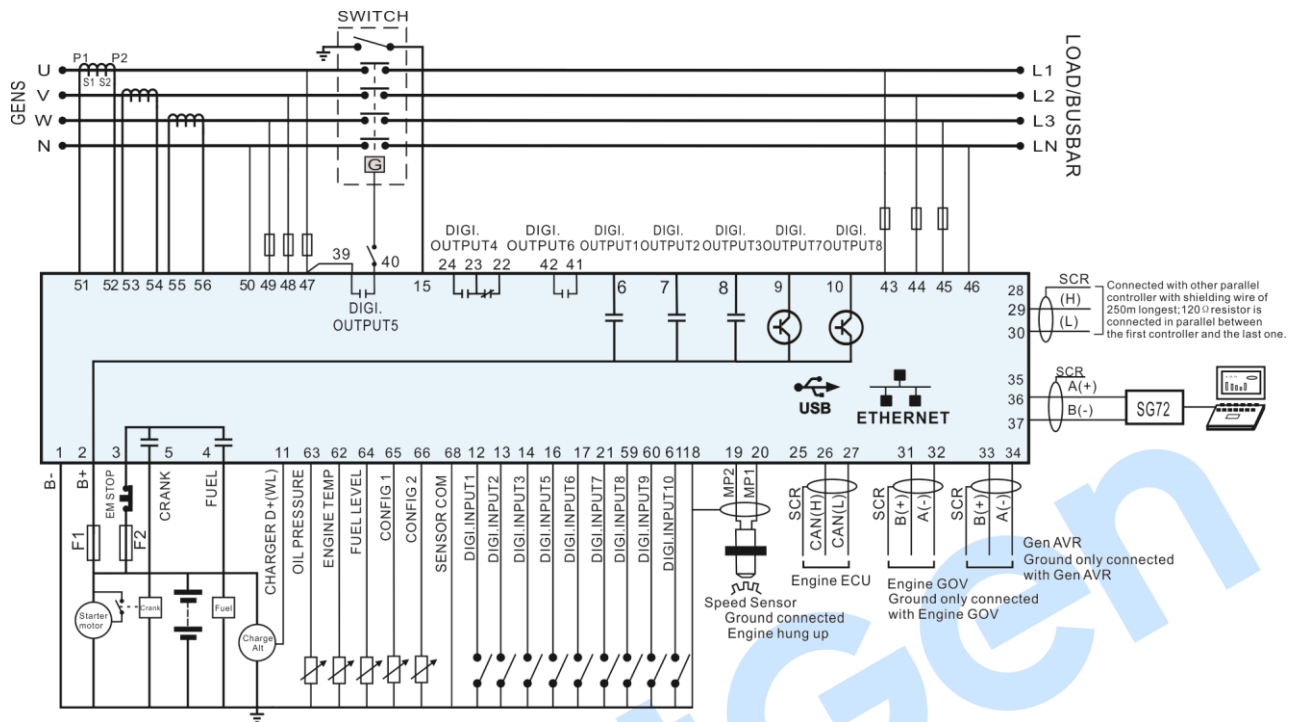 SWITCH
P1 P2
S1 S2
GENS
U
V
W
N
G
L1
L2
L3
LN
LOAD/BUSBAR
DIGI.
OUTPUT4
DIGI.
OUTPUT6
DIGI.
OUTPUT1
DIGI.
OUTPUT2
DIGI.
OUTPUT3
DIGI.
OUTPUT7
DIGI.
OUTPUT8
39
40
24 23 22
42 41
51 52 53 54 55 56 50 49 48 47
15
6 7 8 9 10
43 44 45 46
DIGI.
OUTPUT5
28
29
30
SCR
(H)
(L)
Connected with other parallel
controller with shielding wire of
250m longest; 120Ω resistor is
connected in parallel between
the first controller and the last one.
35
36
37
SCR
A(+)
B(-)
SG72
USB
ETHERNET
1 2 3 5 4 11 63 62 64 65 66 68 12 13 14 16 17 21 59 60 61 18 19 20 25 26 27 31 32 33 34
B-
B+
EM STOP
CRANK
FUEL
F1
F2
CHARGER D+(WL)
OIL PRESSURE
ENGINE TEMP
FUEL LEVEL
CONFIG 1
CONFIG 2
SENSOR COM
DIGI.INPUT1
DIGI.INPUT2
DIGI.INPUT3
DIGI.INPUT5
DIGI.INPUT6
DIGI.INPUT7
DIGI.INPUT8
DIGI.INPUT9
DIGI.INPUT10
MP2
MP1
SCR
CAN(H)
CAN(L)
SCR
B(+)
A(-)
SCR
B(+)
A(-)
Starter
motor
Crank
Fuel
Charge
Alt
Speed Sensor
Ground connected
Engine hung up
Engine ECU
Engine GOV
Ground only connected
with Engine GOV
Gen AVR
Ground only connected
with Gen AVR
Gen